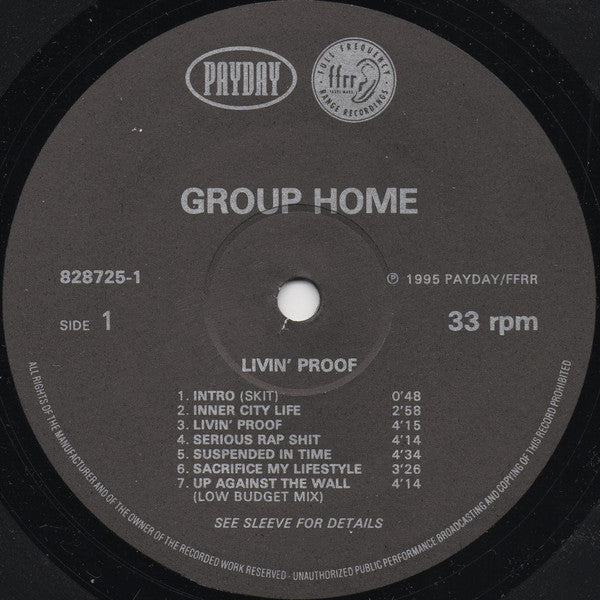 PAYDAY
FULL FREQUENCY
ffrr
TRADE MARK
RANGE RECORDINGS
GROUP HOME
828725-1
℗ 1995 PAYDAY/FFRR
SIDE 1
33 rpm
LIVIN' PROOF
1. INTRO (SKIT) 0'48
2. INNER CITY LIFE 2'58
3. LIVIN' PROOF 4'15
4. SERIOUS RAP SHIT 4'14
5. SUSPENDED IN TIME 4'34
6. SACRIFICE MY LIFESTYLE 3'26
7. UP AGAINST THE WALL 4'14
(LOW BUDGET MIX)
SEE SLEEVE FOR DETAILS
ALL RIGHTS OF THE MANUFACTURER AND OF THE OWNER OF THE RECORDED WORK RESERVED - UNAUTHORIZED PUBLIC PERFORMANCE BROADCASTING AND COPYING OF THIS RECORD PROHIBITED